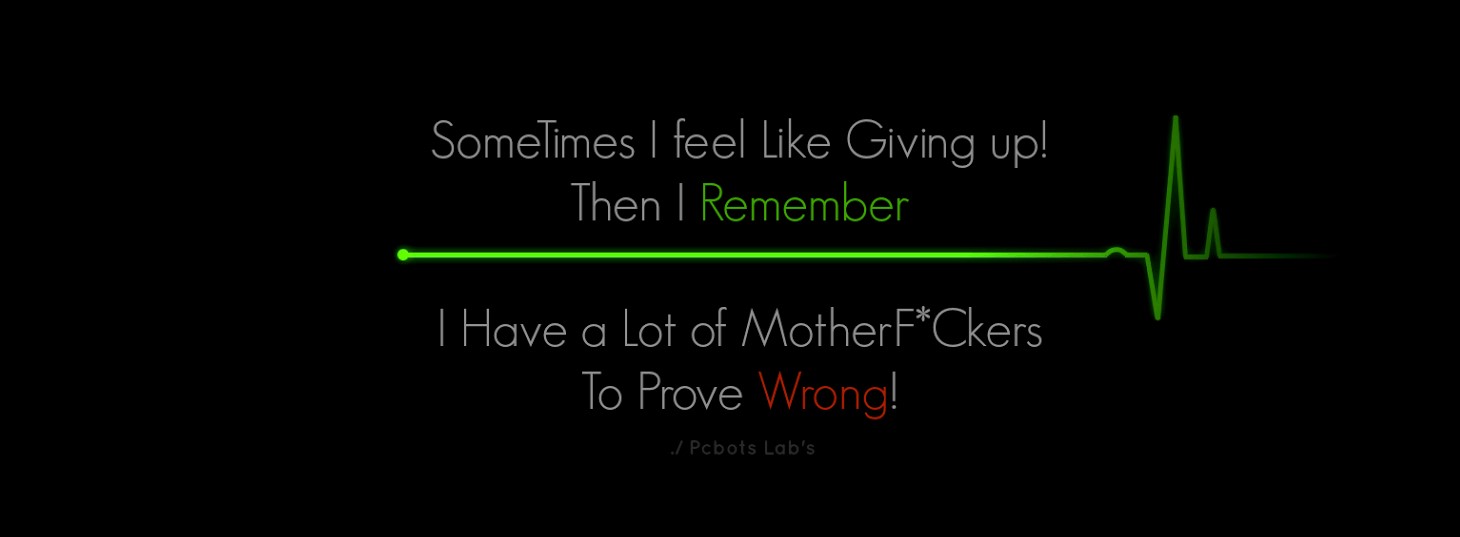 SomeTimes I feel Like Giving up!
Then I Remember
I Have a Lot of MotherF*Ckers
To Prove Wrong!
./ Pcbots Lab's